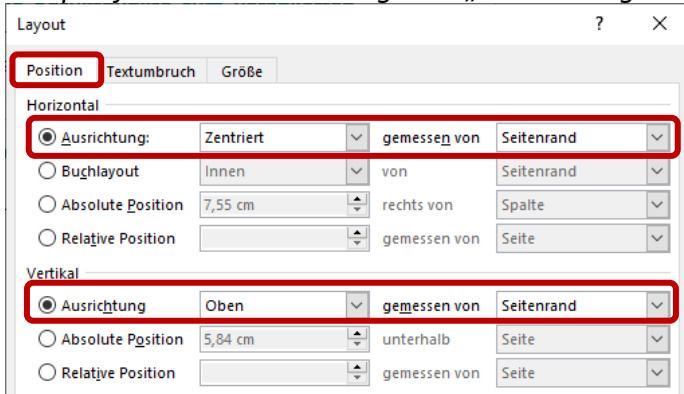 Layout ? ×
Position Textumbruch Größe
Horizontal
Ausrichtung: Zentriert gemessen von Seitenrand
Buchlayout Innen von Seitenrand
Absolute Position 7,55 cm rechts von Spalte
Relative Position gemessen von Seite
Vertikal
Ausrichtung Oben gemessen von Seitenrand
Absolute Position 5,84 cm unterhalb Seite
Relative Position gemessen von Seite